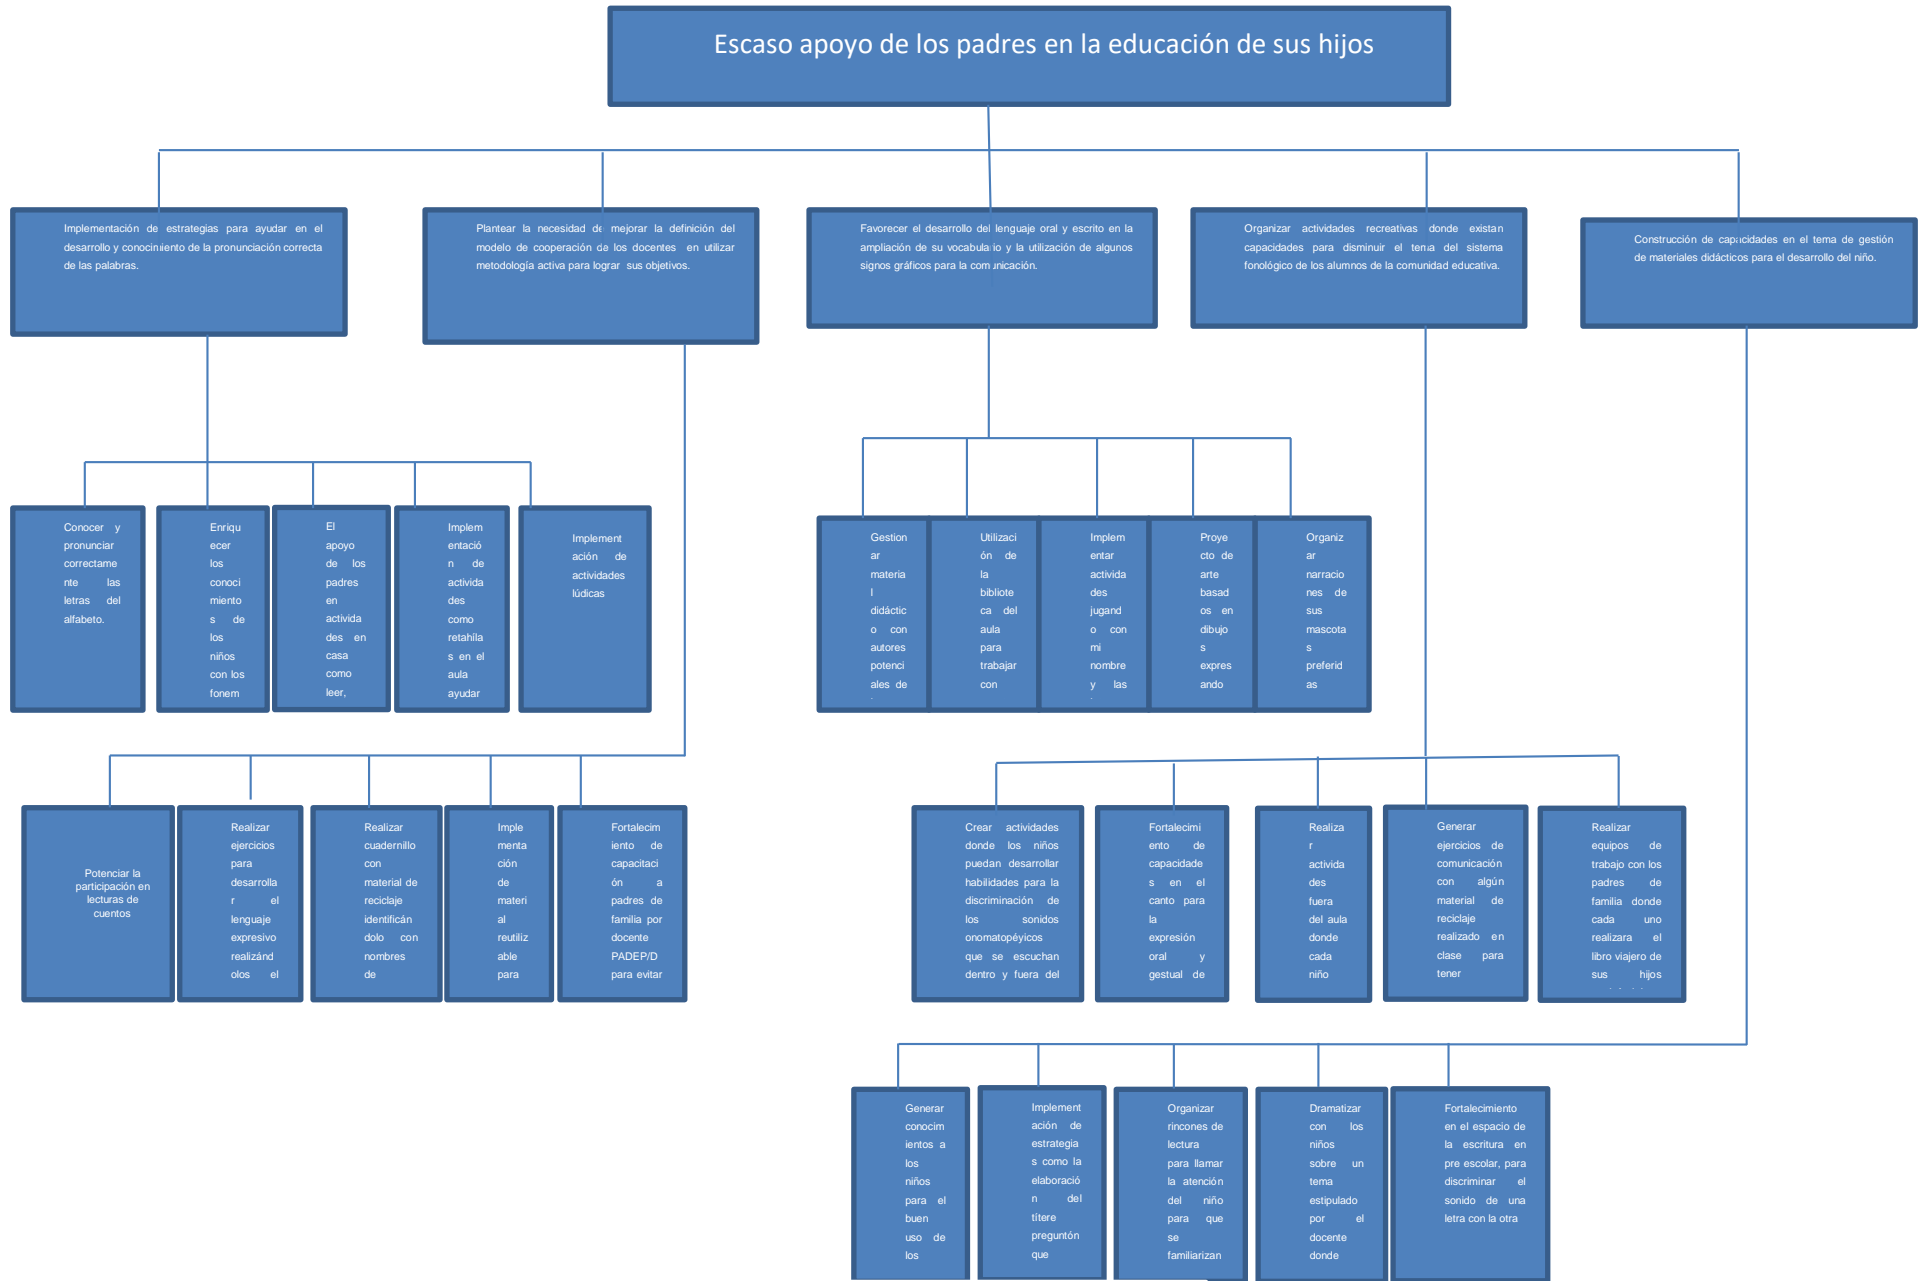 Escaso apoyo de los padres en la educación de sus hijos
Implementación de estrategias para ayudar en el
desarrollo y conocimiento de la pronunciación correcta
de las palabras.
Plantear la necesidad de mejorar la definición del
modelo de cooperación de los docentes en utilizar
metodología activa para lograr sus objetivos.
Favorecer el desarrollo del lenguaje oral y escrito en la
ampliación de su vocabulario y la utilización de algunos
signos gráficos para la comunicación.
Organizar actividades recreativas donde existan
capacidades para disminuir el tema del sistema
fonológico de los alumnos de la comunidad educativa.
Construcción de capacidades en el tema de gestión
de materiales didácticos para el desarrollo del niño.
Conocer y
pronunciar
correctame
nte las
letras del
alfabeto.
Enriqu
ecer
los
conoci
miento
s de
los
niños
con los
fonem
El
apoyo
de los
padres
en
activida
des en
casa
como
leer,
Implem
entació
n de
activida
des
como
retahíla
s en el
aula
ayudar
Implement
ación de
actividades
lúdicas
Gestion
ar
materia
l
didáctic
o con
autores
potenci
ales de
Utilizaci
ón de
la
bibliote
ca del
aula
para
trabajar
con
Implem
entar
activida
des
jugand
o con
mi
nombre
y las
Proye
cto de
arte
basad
os en
dibujo
s
expres
ando
Organiz
ar
narracio
nes de
sus
mascota
s
preferid
as
Potenciar la
participación en
lecturas de
cuentos
Realizar
ejercicios
para
desarrolla
r el
lenguaje
expresivo
realizánd
olos el
Realizar
cuadernillo
con
material de
reciclaje
identificán
dolo con
nombres
de
Imple
menta
ción
de
materi
al
reutiliz
able
para
Fortalecim
iento de
capacitaci
ón a
padres de
familia por
docente
PADEP/D
para evitar
Crear actividades
donde los niños
puedan desarrollar
habilidades para la
discriminación de
los sonidos
onomatopéyicos
que se escuchan
dentro y fuera del
Fortalecimi
ento de
capacidade
s en el
canto para
la
expresión
oral y
gestual de
Realiza
r
activida
des
fuera
del aula
donde
cada
niño
Generar
ejercicios de
comunicación
con algún
material de
reciclaje
realizado en
clase para
tener
Realizar
equipos de
trabajo con los
padres de
familia donde
cada uno
realizara el
libro viajero de
sus hijos
Generar
conocim
ientos a
los
niños
para el
buen
uso de
los
Implement
ación de
estrategia
s como la
elaboració
n del
títere
preguntón
que
Organizar
rincones de
lectura
para llamar
la atención
del niño
para que
se
familiarizan
Dramatizar
con los
niños
sobre un
tema
estipulado
por el
docente
donde
Fortalecimiento
en el espacio de
la escritura en
pre escolar, para
discriminar el
sonido de una
letra con la otra